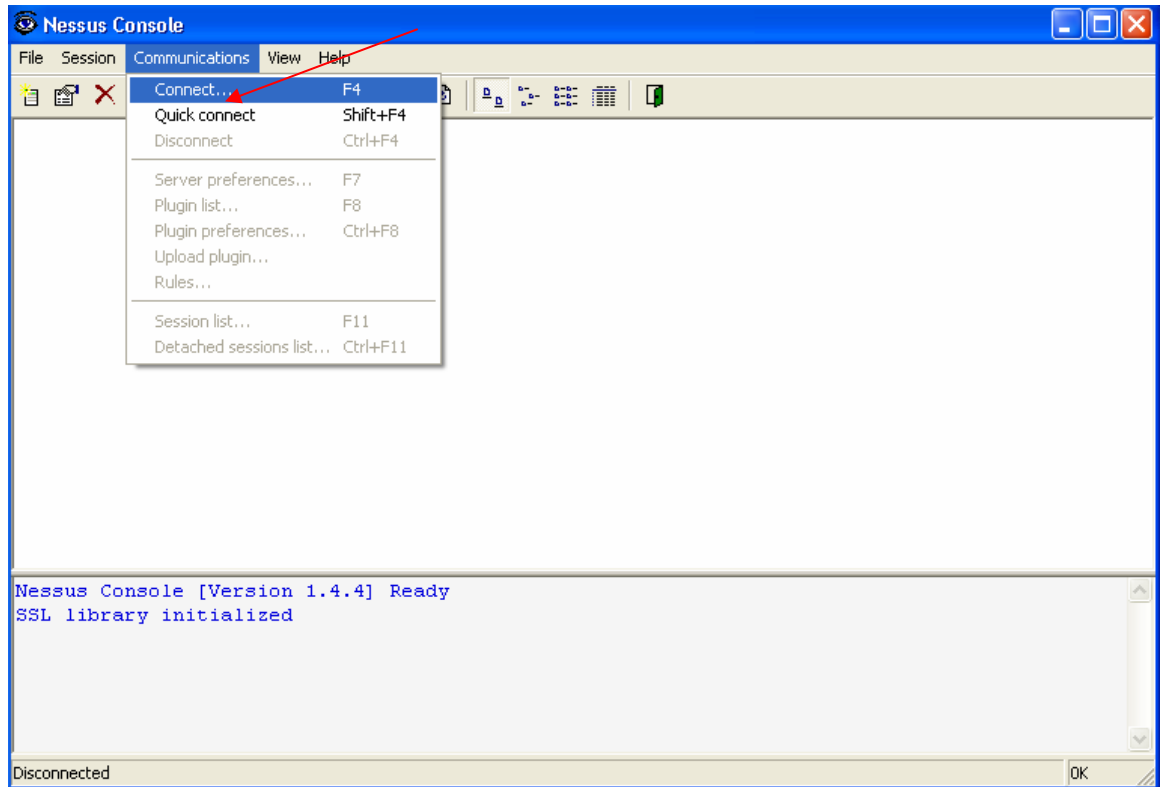 Nessus Console
File Session Communications View Help
Connect... F4
Quick connect Shift+F4
Disconnect Ctrl+F4
Server preferences... F7
Plugin list... F8
Plugin preferences... Ctrl+F8
Upload plugin...
Rules...
Session list... F11
Detached sessions list... Ctrl+F11
Nessus Console [Version 1.4.4] Ready
SSL library initialized
Disconnected OK